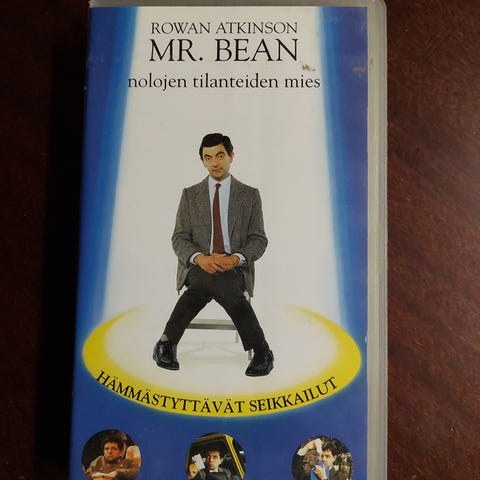 ROWAN ATKINSON
MR. BEAN
nolojen tilanteiden mies
HÄMMÄSTYTTÄVÄT SEIKKAILUT